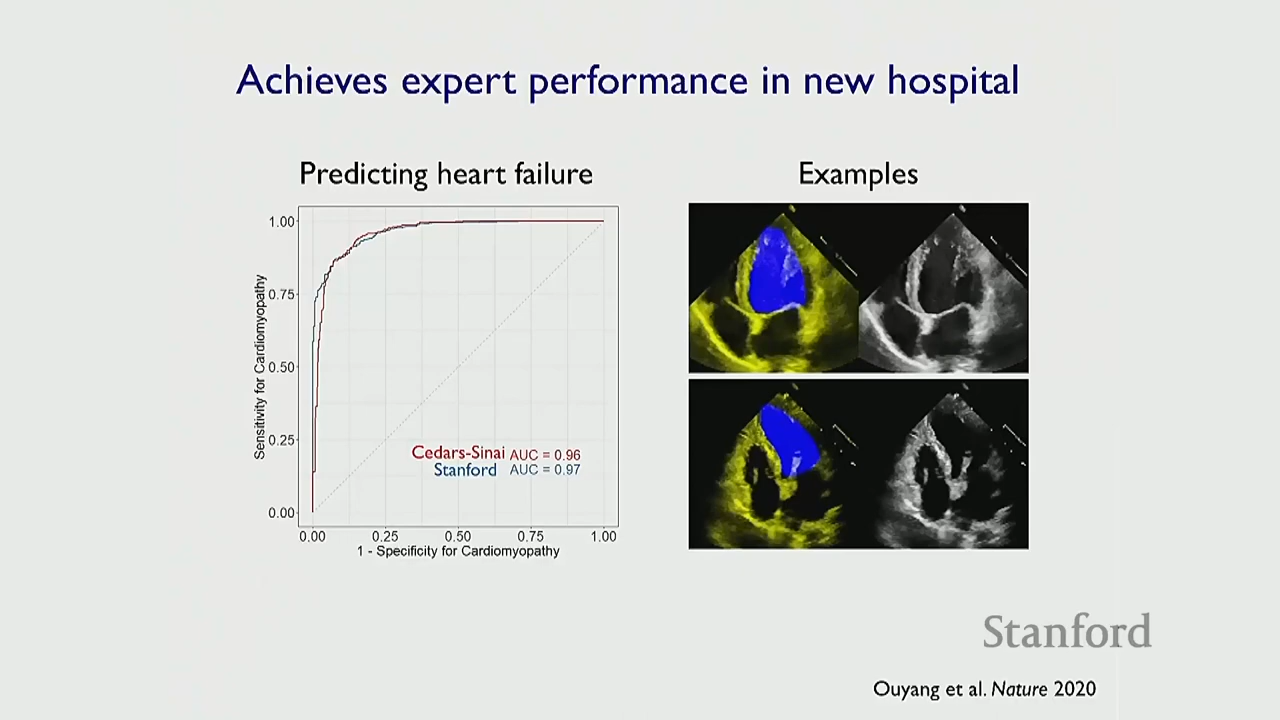 Achieves expert performance in new hospital
Predicting heart failure
Examples
Sensitivity for Cardiomyopathy
1.00
0.75
0.50
0.25
0.00
Cedars-Sinai AUC = 0.96
Stanford AUC = 0.97
0.00 0.25 0.50 0.75 1.00
1 - Specificity for Cardiomyopathy
Stanford
Ouyang et al. Nature 2020